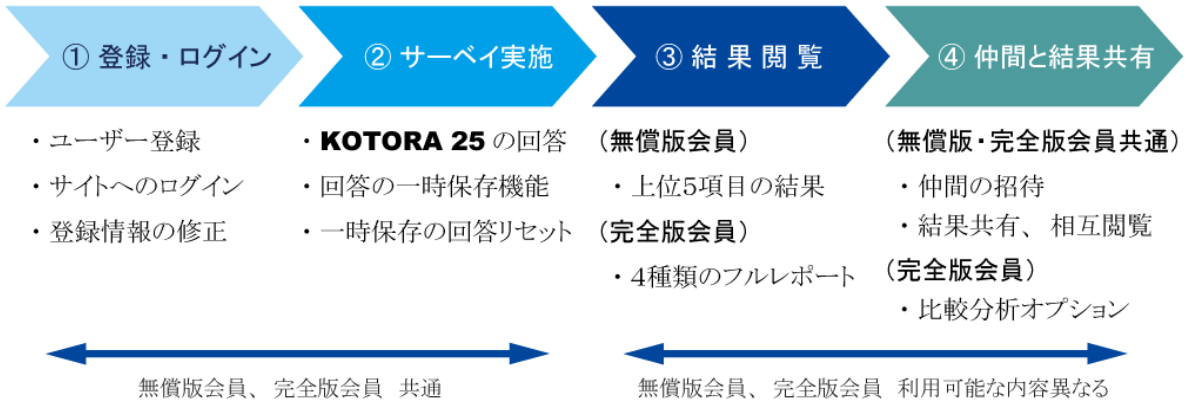 ① 登録・ログイン
・ユーザー登録
・サイトへのログイン
・登録情報の修正
② サーベイ実施
・KOTORA 25 の回答
・回答の一時保存機能
・一時保存の回答リセット
無償版会員、完全版会員 共通
③ 結果閲覧
（無償版会員）
・上位5項目の結果
（完全版会員）
・4種類のフルレポート
④ 仲間と結果共有
（無償版・完全版会員共通）
・仲間の招待
・結果共有、相互閲覧
（完全版会員）
・比較分析オプション
無償版会員、完全版会員 利用可能な内容異なる